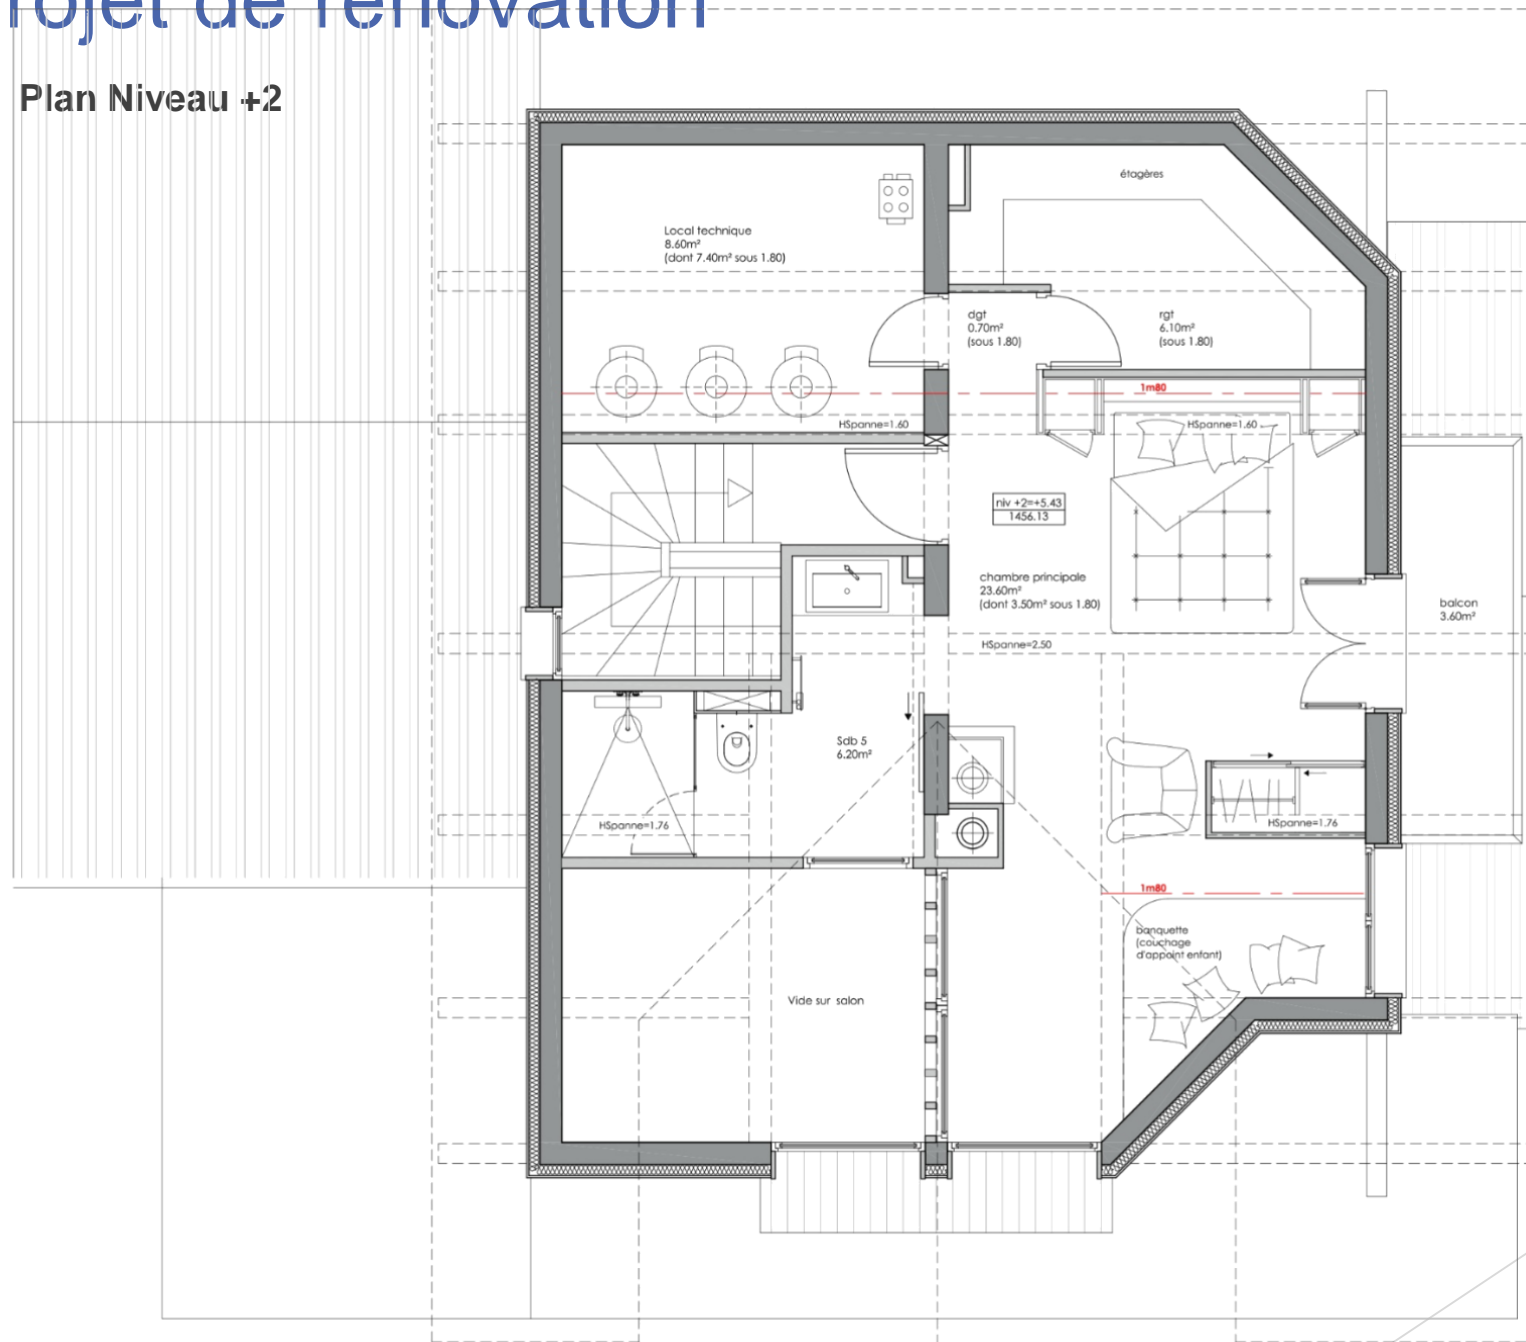 rojet de rénovation
Plan Niveau +2
étagères
Local technique
8.60m²
(dont 7.40m² sous 1.80)
dgt
0.70m²
(sous 1.80)
rgt
6.10m²
(sous 1.80)
1m80
HSpanne=1.60
HSpanne=1.60
niv +2=+5.43
1456.13
chambre principale
23.60m²
(dont 3.50m² sous 1.80)
balcon
3.60m²
HSpanne=2.50
Sdb 5
6.20m²
HSpanne=1.76
HSpanne=1.76
1m80
banquette
(couchage
d'appoint enfant)
Vide sur salon